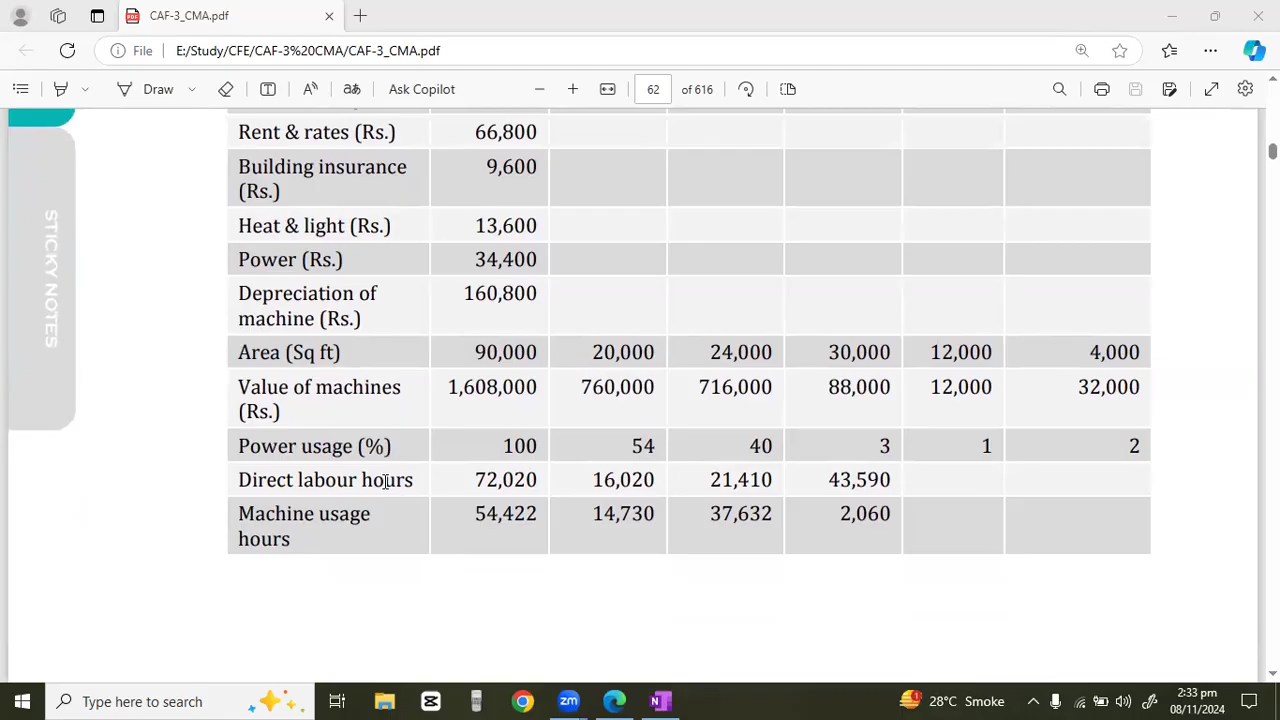 CAF-3_CMA.pdf
File E:/Study/CFE/CAF-3%20CMA/CAF-3_CMA.pdf
Draw Ask Copilot 62 of 616
STICKY NOTES
Rent & rates (Rs.) 66,800
Building insurance (Rs.) 9,600
Heat & light (Rs.) 13,600
Power (Rs.) 34,400
Depreciation of machine (Rs.) 160,800
Area (Sq ft) 90,000 20,000 24,000 30,000 12,000 4,000
Value of machines (Rs.) 1,608,000 760,000 716,000 88,000 12,000 32,000
Power usage (%) 100 54 40 3 1 2
Direct labour hours 72,020 16,020 21,410 43,590
Machine usage hours 54,422 14,730 37,632 2,060
Type here to search
zm
28°C Smoke
2:33 pm
08/11/2024